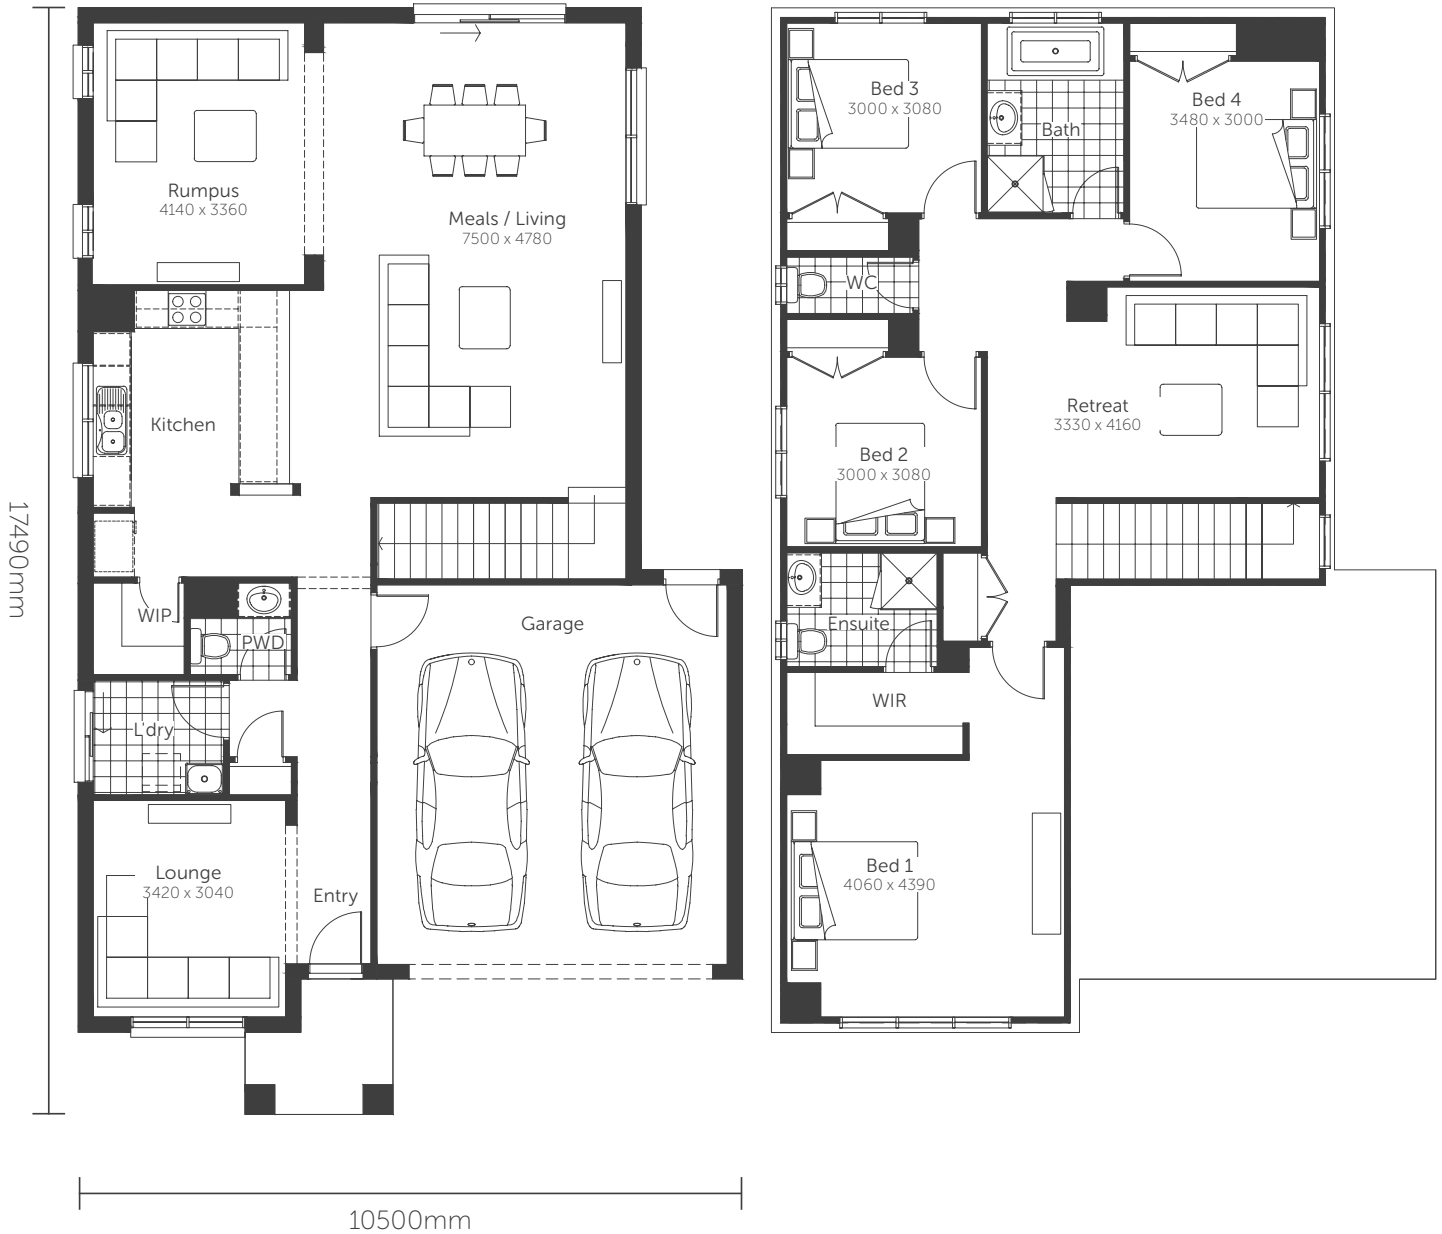 Rumpus
4140 x 3360
Meals / Living
7500 x 4780
Kitchen
WIP
PWD
Garage
L'dry
Lounge
3420 x 3040
Entry
17490mm
10500mm
Bed 3
3000 x 3080
Bath
Bed 4
3480 x 3000
WC
Retreat
3330 x 4160
Bed 2
3000 x 3080
Ensuite
WIR
Bed 1
4060 x 4390